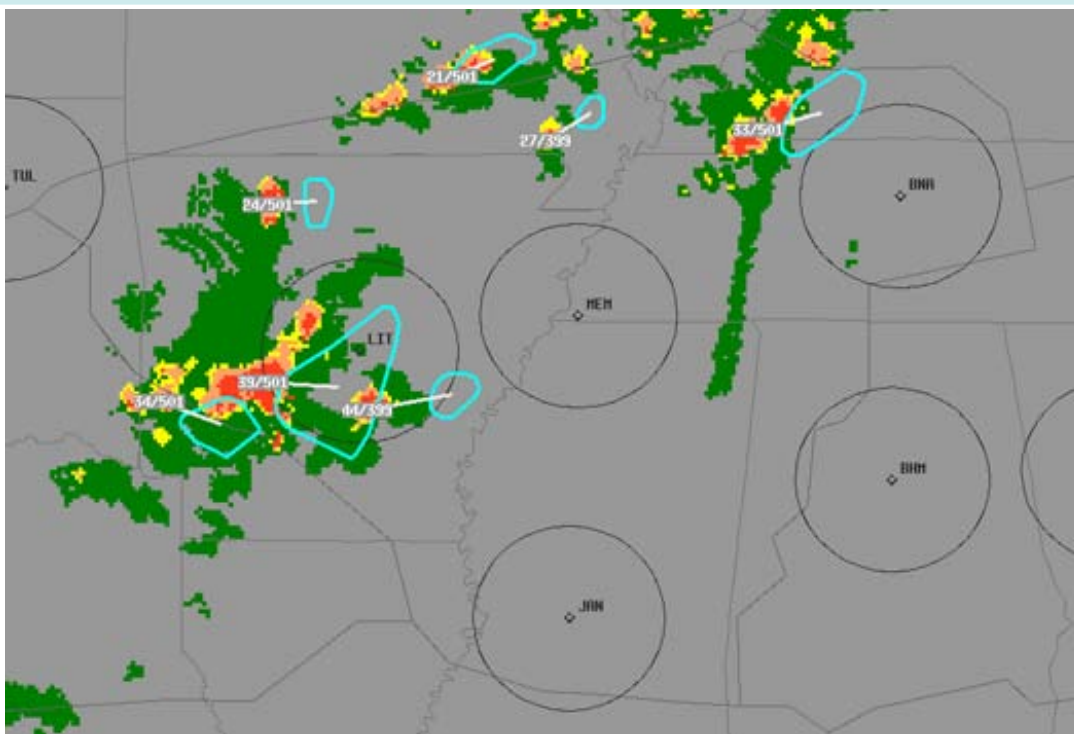 21/501
33/501
27/399
TUL
BNA
24/501
MEM
LIT
39/501
34/501
44/399
BHM
JAN